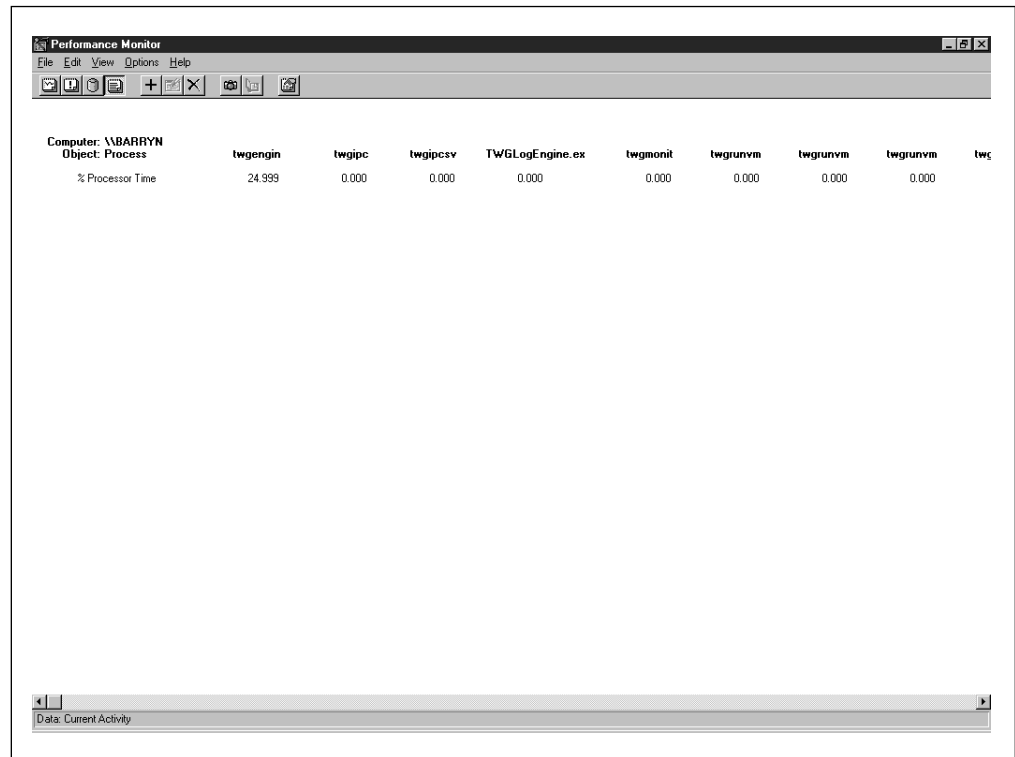 Performance Monitor
File Edit View Options Help
Computer: \\BARRYN
Object: Process twgengin twgipc twgipcsv TWGLogEngine.ex twgmonit twgrunvm twgrunvm twgrunvm twg
% Processor Time 24.999 0.000 0.000 0.000 0.000 0.000 0.000 0.000
Data: Current Activity